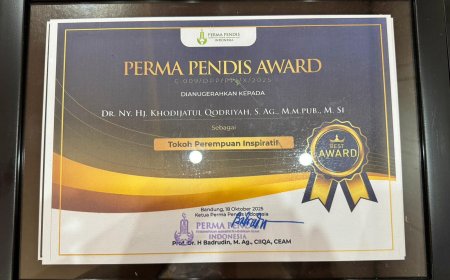 PERMA PENDIS
INDONESIA
PERMA PENDIS AWARD
DIANUGERAHKAN KEPADA
DR. NY. HJ. KHODIJATUL QODRIYAH, S. AG., M.M.PUB., M. SI
Sebagai
Tokoh Perempuan Inspiratif
BEST
AWARD
Bandung, 18 Oktober 2025
Ketua Perma Pendis Indonesia
PERMA PENDIS
INDONESIA
Prof. Dr. H Badrudin, M. Ag., CIIQA, CEAM